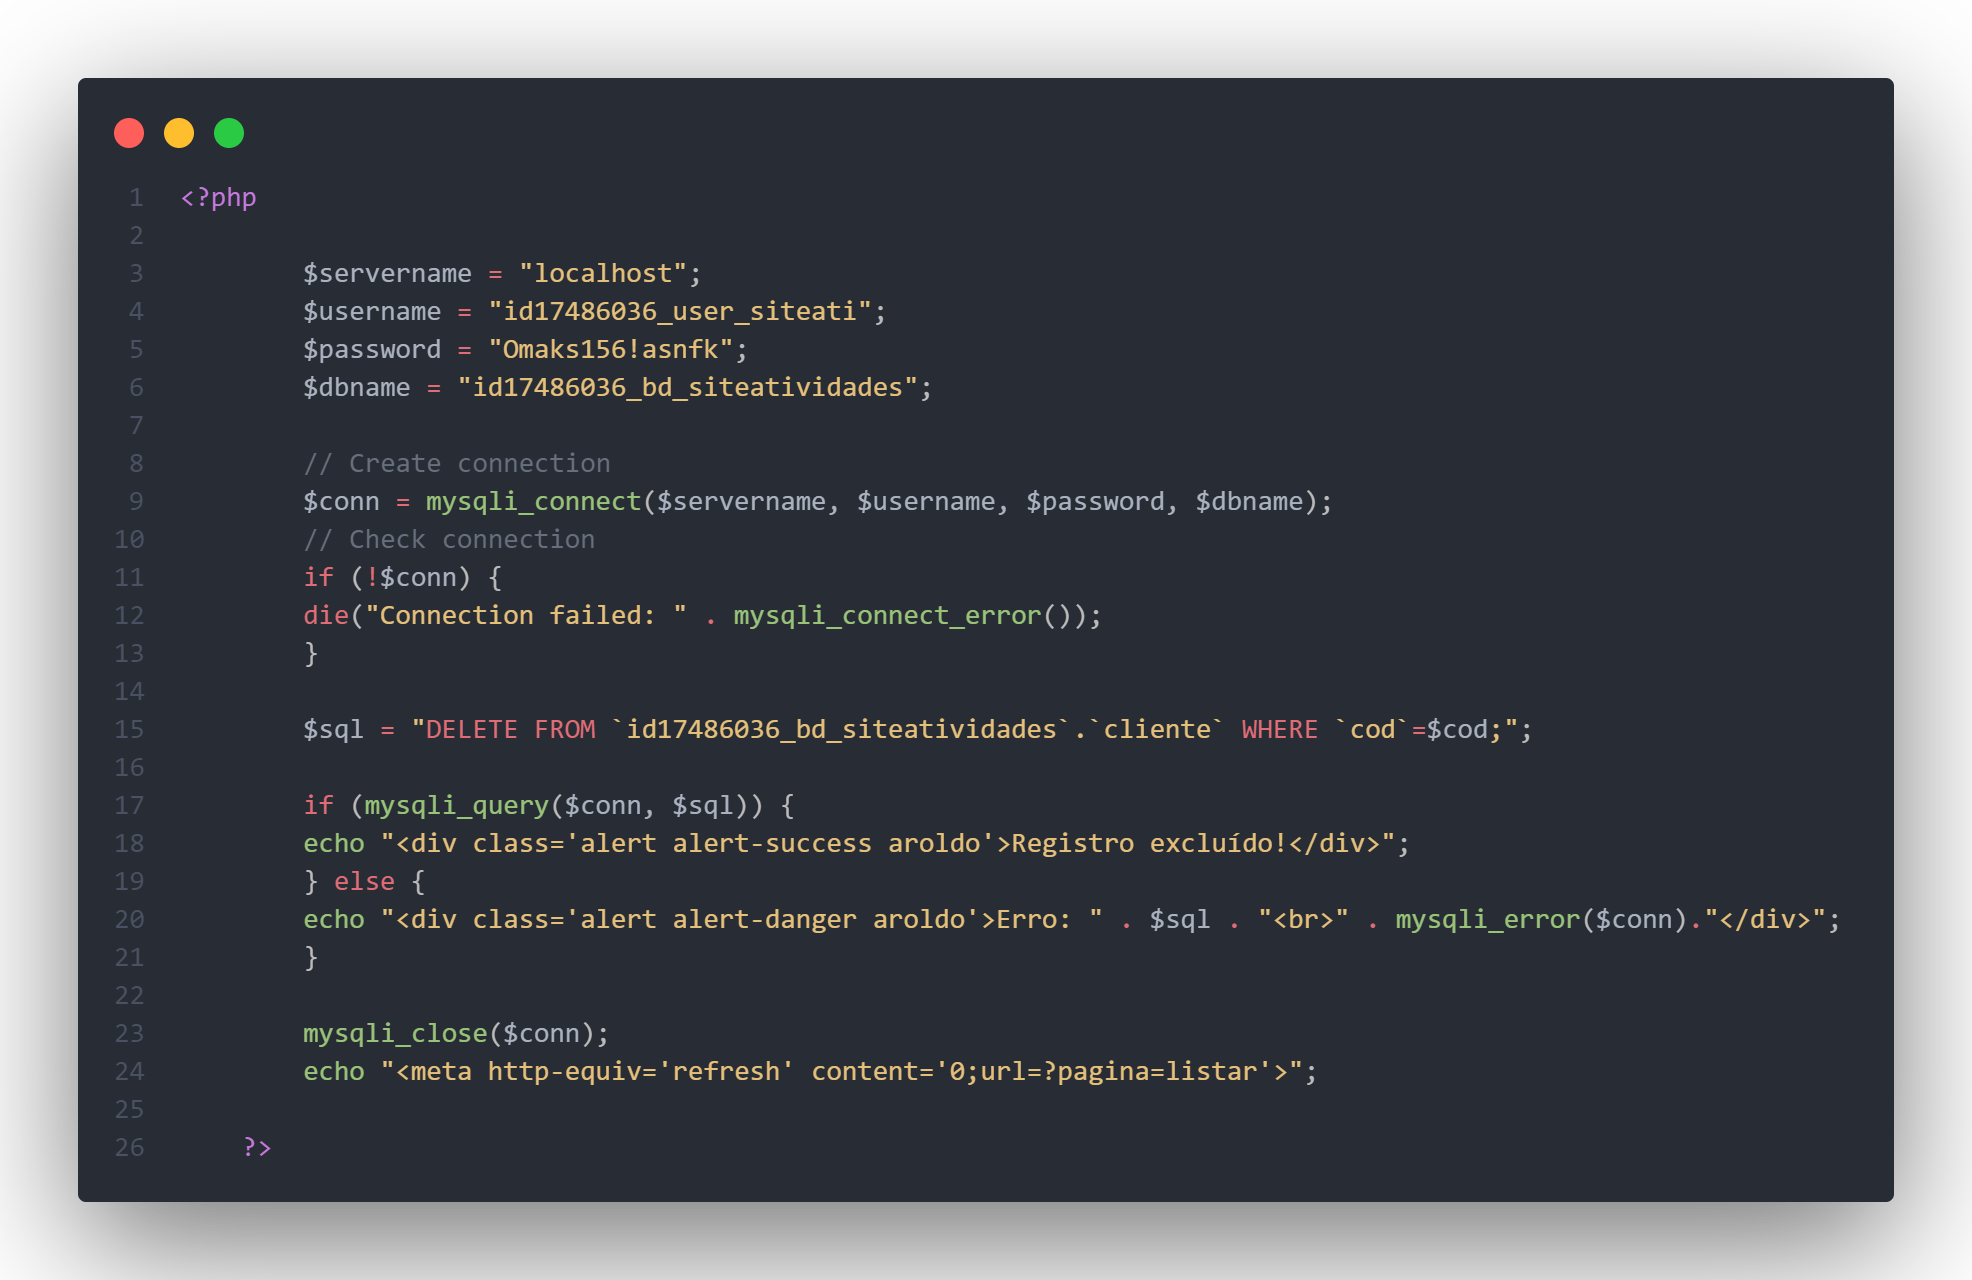 1 <?php
2
3 $servername = "localhost";
4 $username = "id17486036_user_siteati";
5 $password = "Omaks156!asnfk";
6 $dbname = "id17486036_bd_siteatividades";
7
8 // Create connection
9 $conn = mysqli_connect($servername, $username, $password, $dbname);
10 // Check connection
11 if (!$conn) {
12 die("Connection failed: " . mysqli_connect_error());
13 }
14
15 $sql = "DELETE FROM `id17486036_bd_siteatividades`.`cliente` WHERE `cod`=$cod;";
16
17 if (mysqli_query($conn, $sql)) {
18 echo "<div class='alert alert-success aroldo'>Registro excluído!</div>";
19 } else {
20 echo "<div class='alert alert-danger aroldo'>Erro: " . $sql . "<br>" . mysqli_error($conn)."</div>";
21 }
22
23 mysqli_close($conn);
24 echo "<meta http-equiv='refresh' content='0;url=?pagina=listar'>";
25
26 ?>